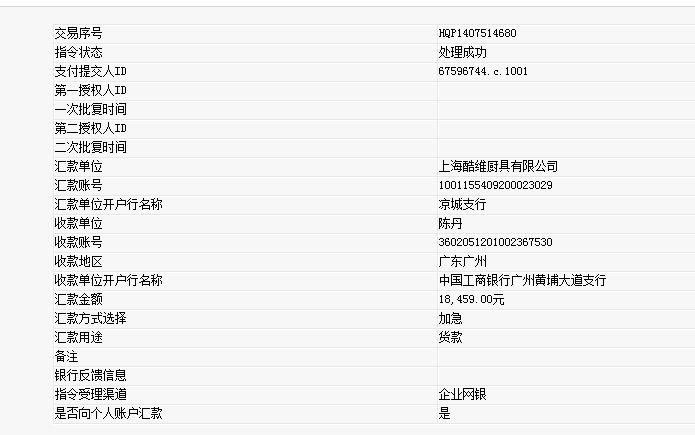 交易序号 HQP1407514680
指令状态 处理成功
支付提交人ID 67596744.c.1001
第一授权人ID
一次批复时间
第二授权人ID
二次批复时间
汇款单位 上海酷维厨具有限公司
汇款账号 1001155409200023029
汇款单位开户行名称 凉城支行
收款单位 陈丹
收款账号 3602051201002367530
收款地区 广东广州
收款单位开户行名称 中国工商银行广州黄埔大道支行
汇款金额 18,459.00元
汇款方式选择 加急
汇款用途 货款
备注
银行反馈信息
指令受理渠道 企业网银
是否向个人账户汇款 是